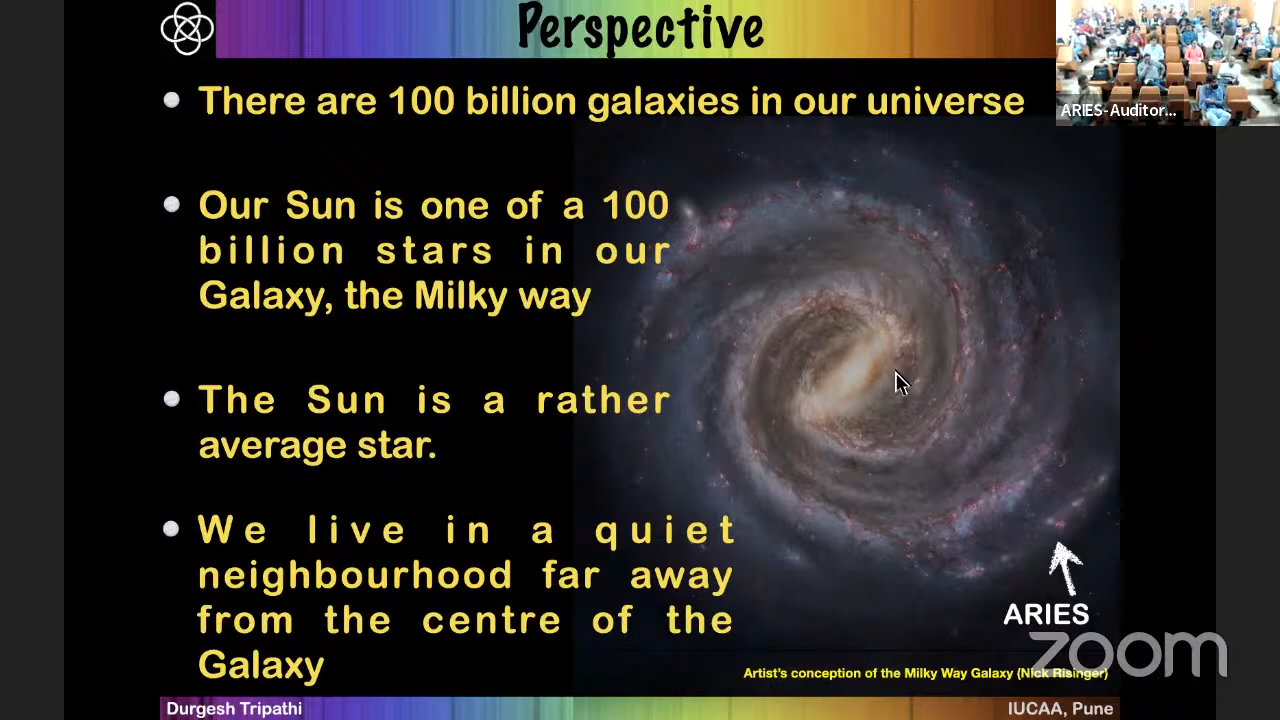 Perspective
ARIES-Auditor...
There are 100 billion galaxies in our universe
Our Sun is one of a 100
billion stars in our
Galaxy, the Milky way
The Sun is a rather
average star.
We live in a quiet
neighbourhood far away
from the centre of the
Galaxy
ARIES
zoom
Artist's conception of the Milky Way Galaxy (Nick Risinger)
Durgesh Tripathi
IUCAA, Pune